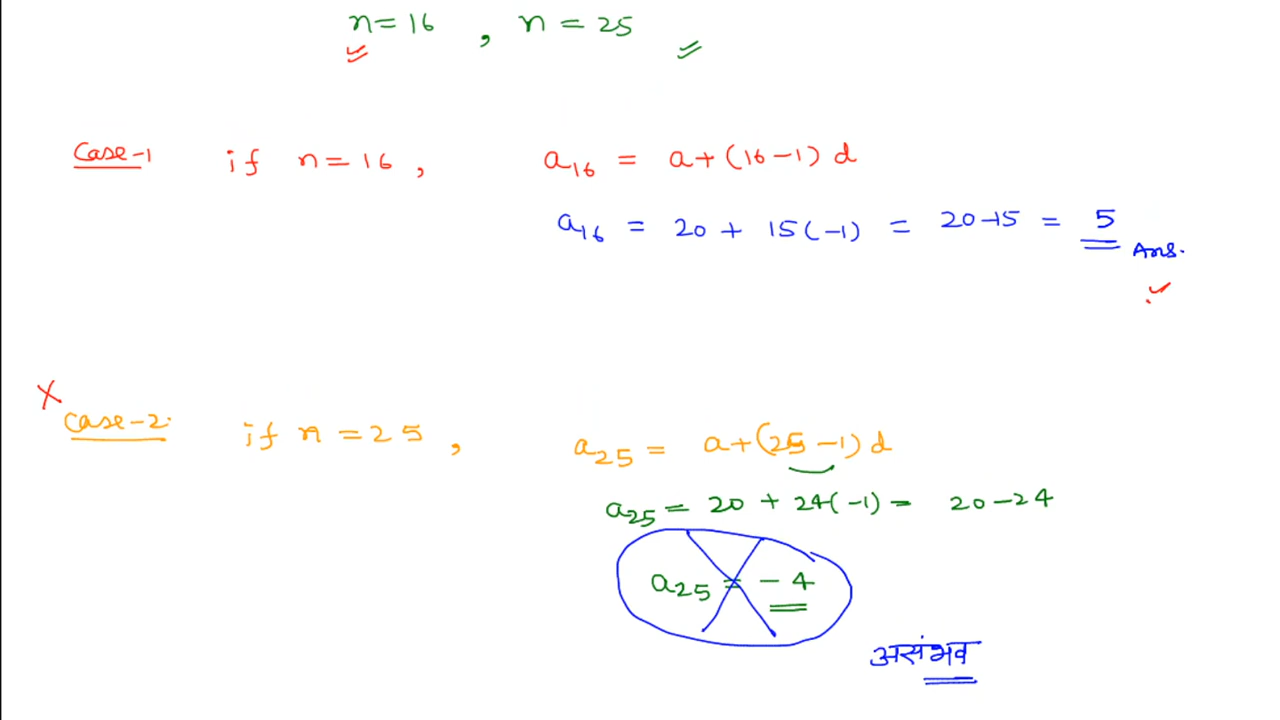 n = 16 , n = 25
Case-1 if n = 16 , a₁₆ = a + (16 - 1) d
a₁₆ = 20 + 15 (-1) = 20 - 15 = 5
Ans.
Case-2. if n = 25 , a₂₅ = a + (25 - 1) d
a₂₅ = 20 + 24 (-1) = 20 - 24
a₂₅ = - 4
असंभव